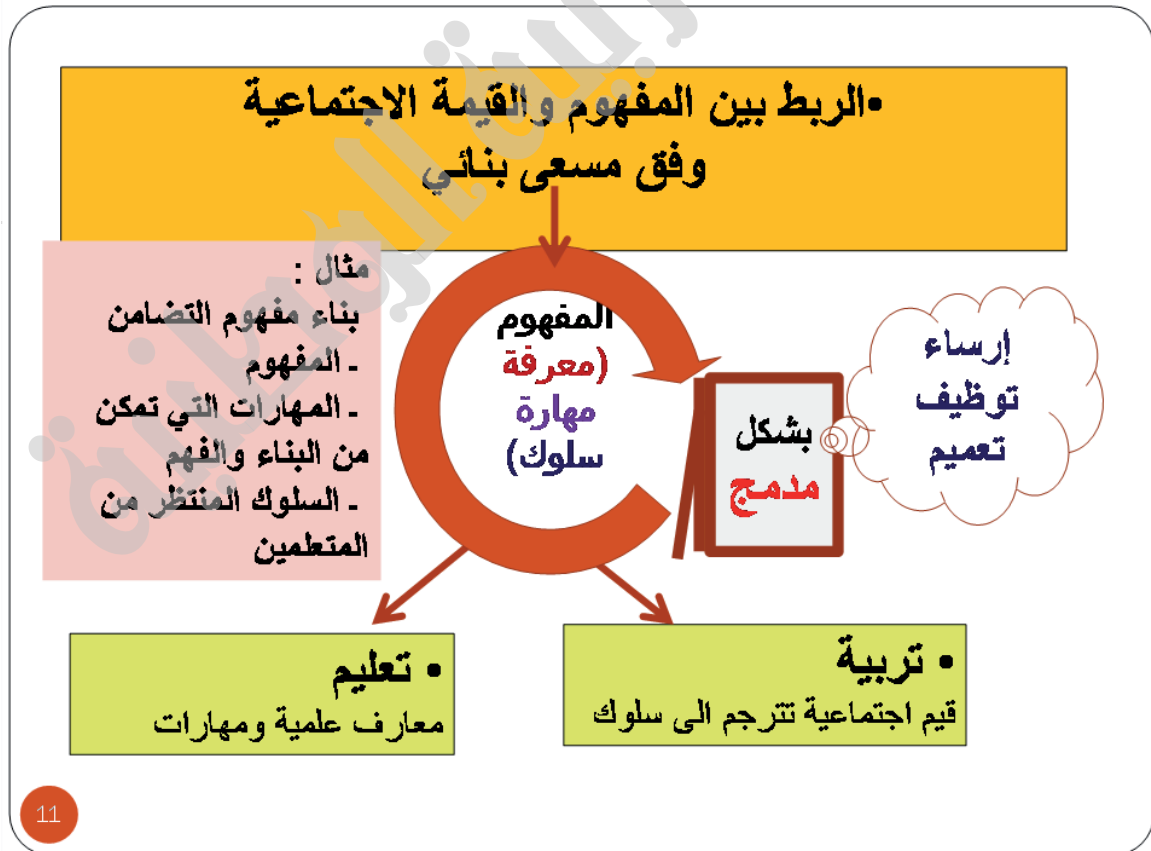 •الربط بين المفهوم والقيمة الاجتماعية
وفق مسعى بنائي
مثال :
بناء مفهوم التضامن
ـ المفهوم
ـ المهارات التي تمكن
من البناء والفهم
ـ السلوك المنتظر من
المتعلمين
المفهوم
(معرفة
مهارة
سلوك)
بشكل
مدمج
إرساء
توظيف
تعميم
• تربية
قيم اجتماعية تترجم الى سلوك
• تعليم
معارف علمية ومهارات
11